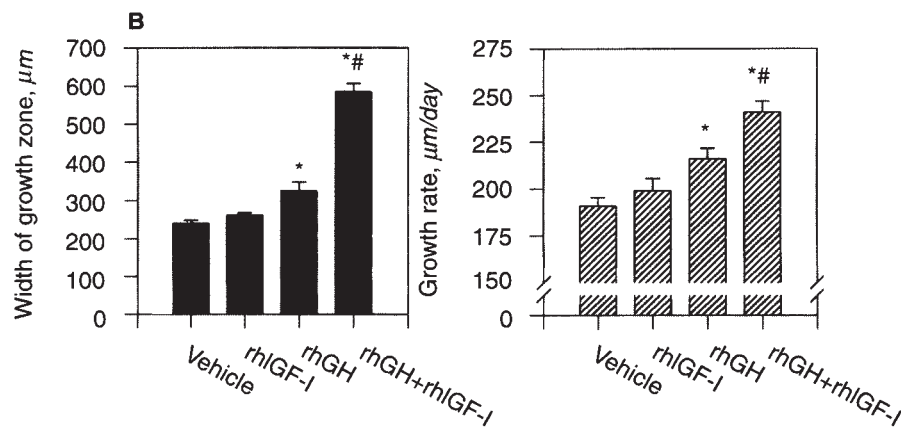 B
Width of growth zone, μm
700
600
500
400
300
200
100
0
*
*#
Vehicle
rhIGF-I
rhGH
rhGH+rhIGF-I
Growth rate, μm/day
275
250
225
200
175
150
0
*
*#
Vehicle
rhIGF-I
rhGH
rhGH+rhIGF-I